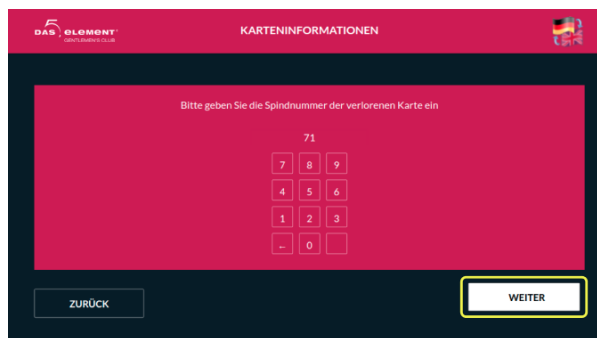 DAS 5. eLeMENT
GENTLEMEN'S CLUB
KARTENINFORMATIONEN
Bitte geben Sie die Spindnummer der verlorenen Karte ein
71
7 8 9
4 5 6
1 2 3
← 0
ZURÜCK
WEITER